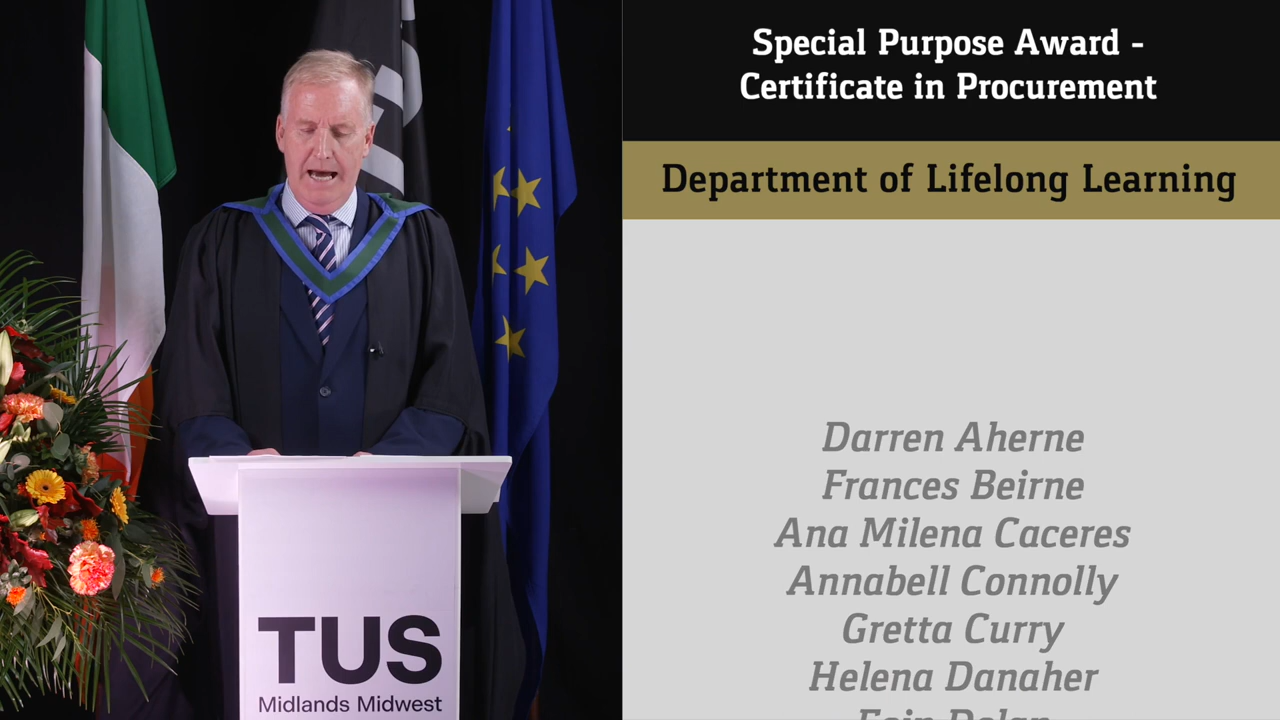 Special Purpose Award -
Certificate in Procurement
Department of Lifelong Learning
Darren Aherne
Frances Beirne
Ana Milena Caceres
Annabell Connolly
Gretta Curry
Helena Danaher
TUS
Midlands Midwest